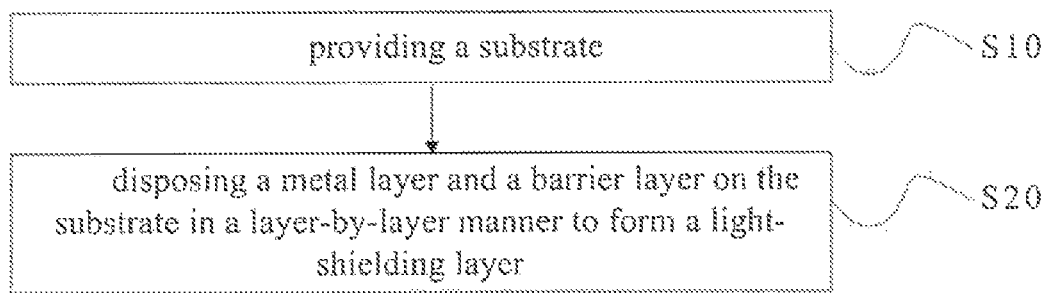 providing a substrate
S10
disposing a metal layer and a barrier layer on the
substrate in a layer-by-layer manner to form a light-
shielding layer
S20